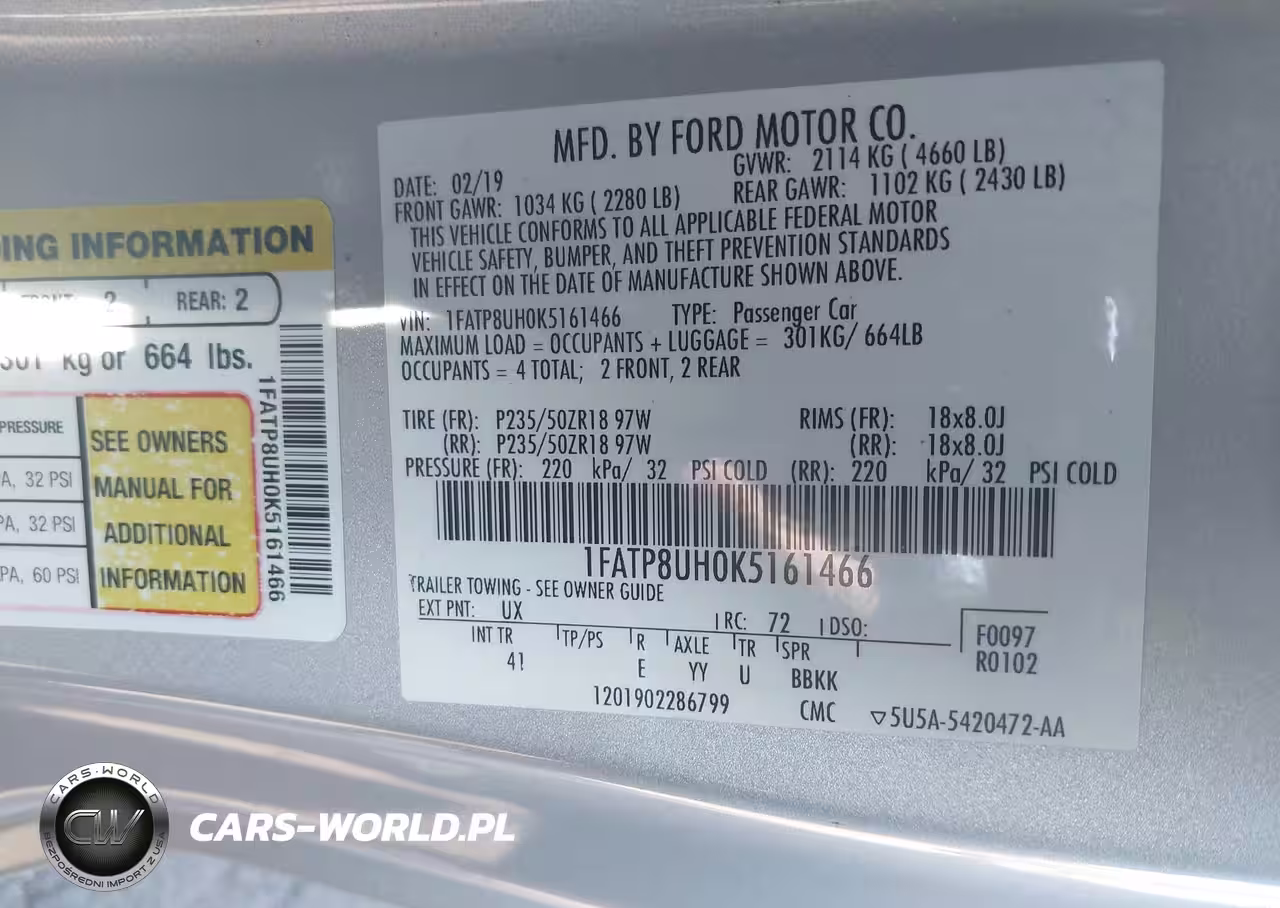 MFD. BY FORD MOTOR CO.
DATE: 02/19 GVWR: 2114 KG ( 4660 LB)
FRONT GAWR: 1034 KG ( 2280 LB) REAR GAWR: 1102 KG ( 2430 LB)
THIS VEHICLE CONFORMS TO ALL APPLICABLE FEDERAL MOTOR
VEHICLE SAFETY, BUMPER, AND THEFT PREVENTION STANDARDS
IN EFFECT ON THE DATE OF MANUFACTURE SHOWN ABOVE.
VIN: 1FATP8UH0K5161466 TYPE: Passenger Car
MAXIMUM LOAD = OCCUPANTS + LUGGAGE = 301KG/ 664LB
OCCUPANTS = 4 TOTAL; 2 FRONT, 2 REAR
TIRE (FR): P235/50ZR18 97W RIMS (FR): 18x8.0J
(RR): P235/50ZR18 97W (RR): 18x8.0J
PRESSURE (FR): 220 kPa/ 32 PSI COLD (RR): 220 kPa/ 32 PSI COLD
1FATP8UH0K5161466
TRAILER TOWING - SEE OWNER GUIDE
EXT PNT: UX RC: 72 DSO:
INT TR TP/PS R AXLE TR SPR
41 E YY U BBKK
F0097
R0102
1201902286799 CMC ▽5U5A-5420472-AA
ING INFORMATION
2 REAR: 2
301 kg or 664 lbs.
PRESSURE
A, 32 PSI
PA, 32 PSI
PA, 60 PSI
SEE OWNERS
MANUAL FOR
ADDITIONAL
INFORMATION
1FATP8UH0K5161466
CARS-WORLD
CW
BEZPOŚREDNI IMPORT Z USA
CARS-WORLD.PL